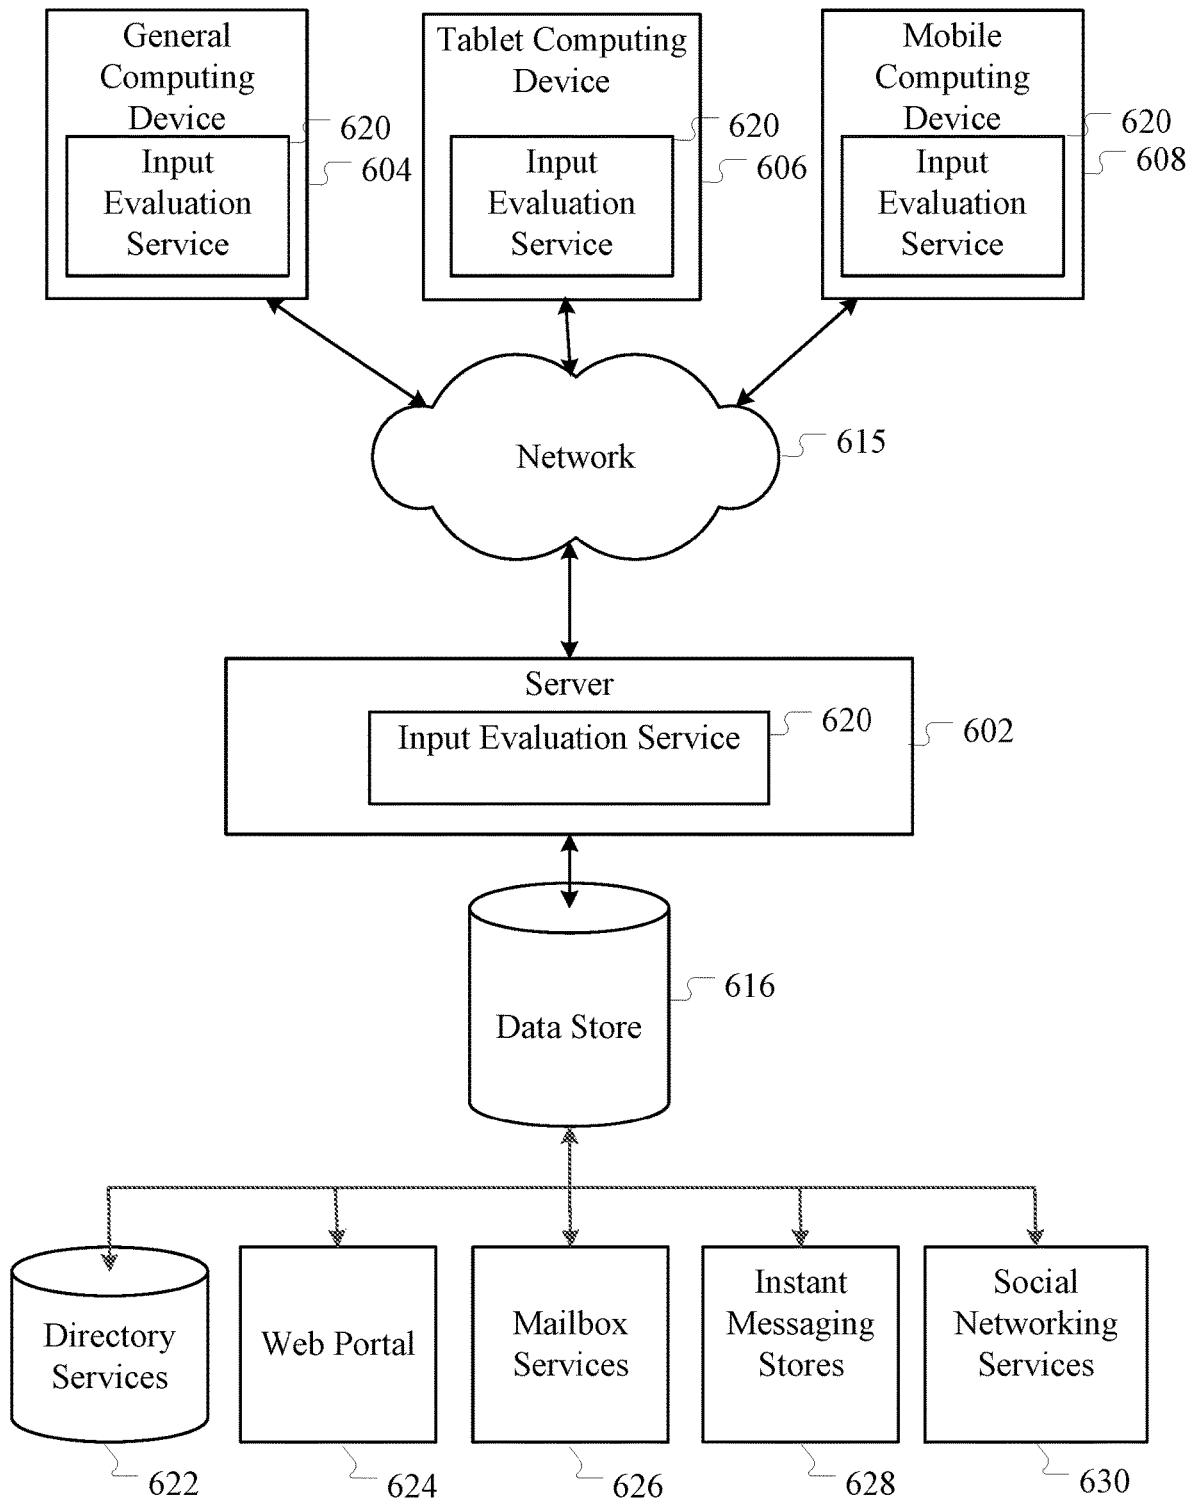 General
Computing
Device
620
604
Input
Evaluation
Service
Tablet Computing
Device
620
606
Input
Evaluation
Service
Mobile
Computing
Device
620
608
Input
Evaluation
Service
Network
615
Server
620
Input Evaluation Service
602
616
Data Store
Directory
Services
Web Portal
Mailbox
Services
Instant
Messaging
Stores
Social
Networking
Services
622
624
626
628
630